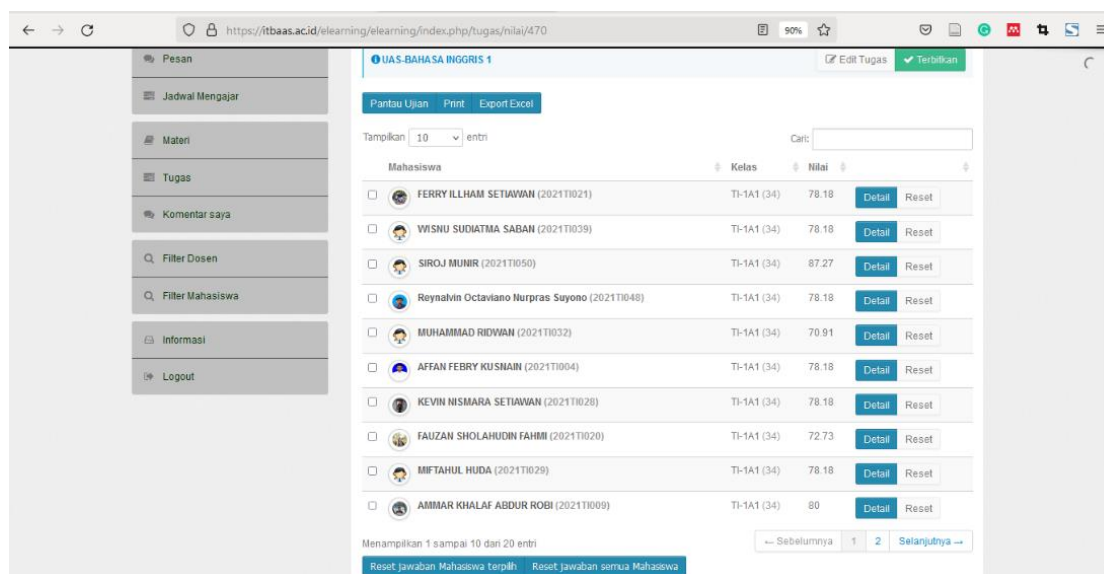 https://itbaas.ac.id/elearning/elearning/index.php/tugas/nilai/470
90%
Pesan
Jadwal Mengajar
Materi
Tugas
Komentar saya
Filter Dosen
Filter Mahasiswa
Informasi
Logout
UAS-BAHASA INGGRIS 1
Edit Tugas Terbitkan
Pantau Ujian Print Export Excel
Tampilkan 10 entri Cari:
Mahasiswa Kelas Nilai
FERRY ILLHAM SETIAWAN (2021TI021) TI-1A1 (34) 78.18 Detail Reset
WISNU SUDIATMA SABAN (2021TI039) TI-1A1 (34) 78.18 Detail Reset
SIROJ MUNIR (2021TI050) TI-1A1 (34) 87.27 Detail Reset
Reynalvin Octaviano Nurpras Suyono (2021TI048) TI-1A1 (34) 78.18 Detail Reset
MUHAMMAD RIDWAN (2021TI032) TI-1A1 (34) 70.91 Detail Reset
AFFAN FEBRY KUSNAIN (2021TI004) TI-1A1 (34) 78.18 Detail Reset
KEVIN NISMARA SETIAWAN (2021TI028) TI-1A1 (34) 78.18 Detail Reset
FAUZAN SHOLAHUDIN FAHMI (2021TI020) TI-1A1 (34) 72.73 Detail Reset
MIFTAHUL HUDA (2021TI029) TI-1A1 (34) 78.18 Detail Reset
AMMAR KHALAF ABDUR ROBI (2021TI009) TI-1A1 (34) 80 Detail Reset
Menampilkan 1 sampai 10 dari 20 entri ← Sebelumnya 1 2 Selanjutnya →
Reset jawaban Mahasiswa terpilih Reset jawaban semua Mahasiswa